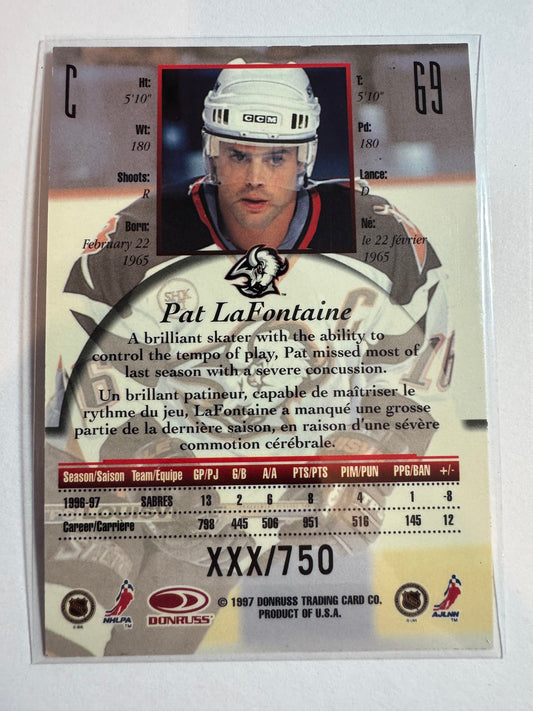 C
69
Ht:
5'10"
Wt:
180
Shoots:
R
Born:
February 22
1965
CCM
T:
5'10"
Pd:
180
Lance:
D
Né:
le 22 février
1965
Pat LaFontaine
A brilliant skater with the ability to
control the tempo of play, Pat missed most of
last season with a severe concussion.
Un brillant patineur, capable de maîtriser le
rythme du jeu, LaFontaine a manqué une grosse
partie de la dernière saison, en raison d'une sévère
commotion cérébrale.
Season/Saison Team/Equipe GP/PJ G/B A/A PTS/PTS PIM/PUN PPG/BAN +/-
1996-97 SABRES 13 2 6 8 4 1 -8
Career/Carrière 798 445 506 951 516 145 12
XXX/750
NHLPA
DONRUSS
© 1997 DONRUSS TRADING CARD CO.
PRODUCT OF U.S.A.
AJLNH